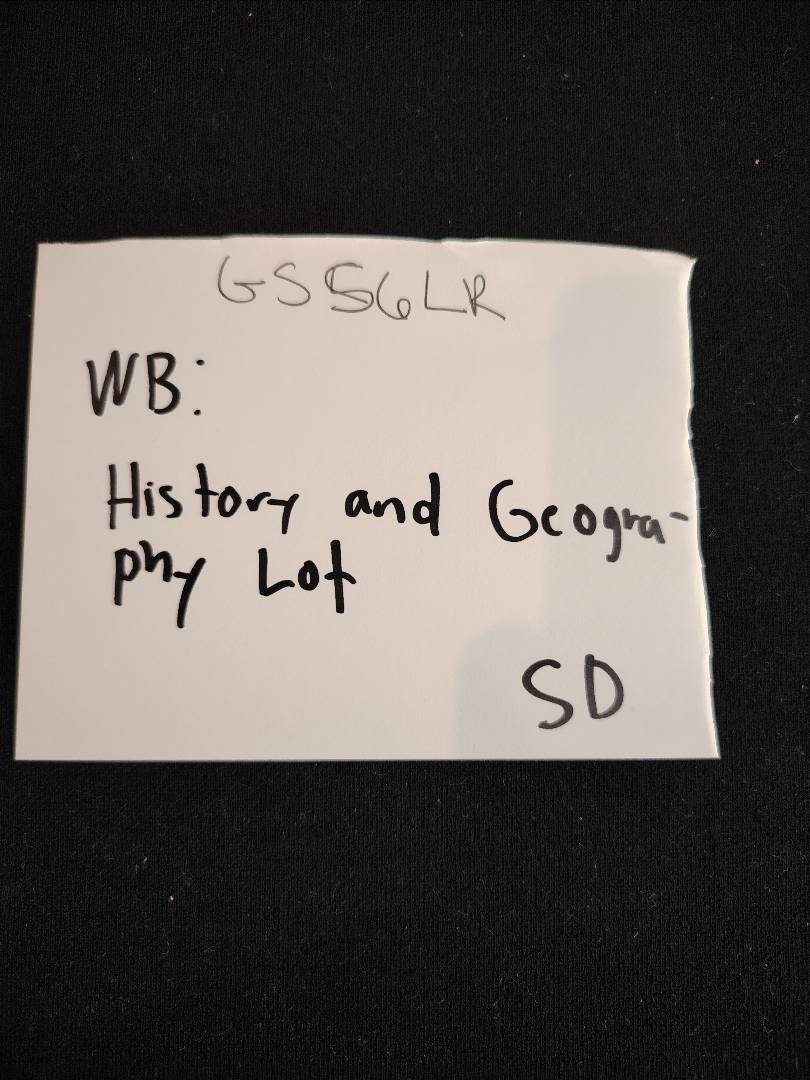 GS56LR
WB:
History and Geogra-
phy Lot
SD